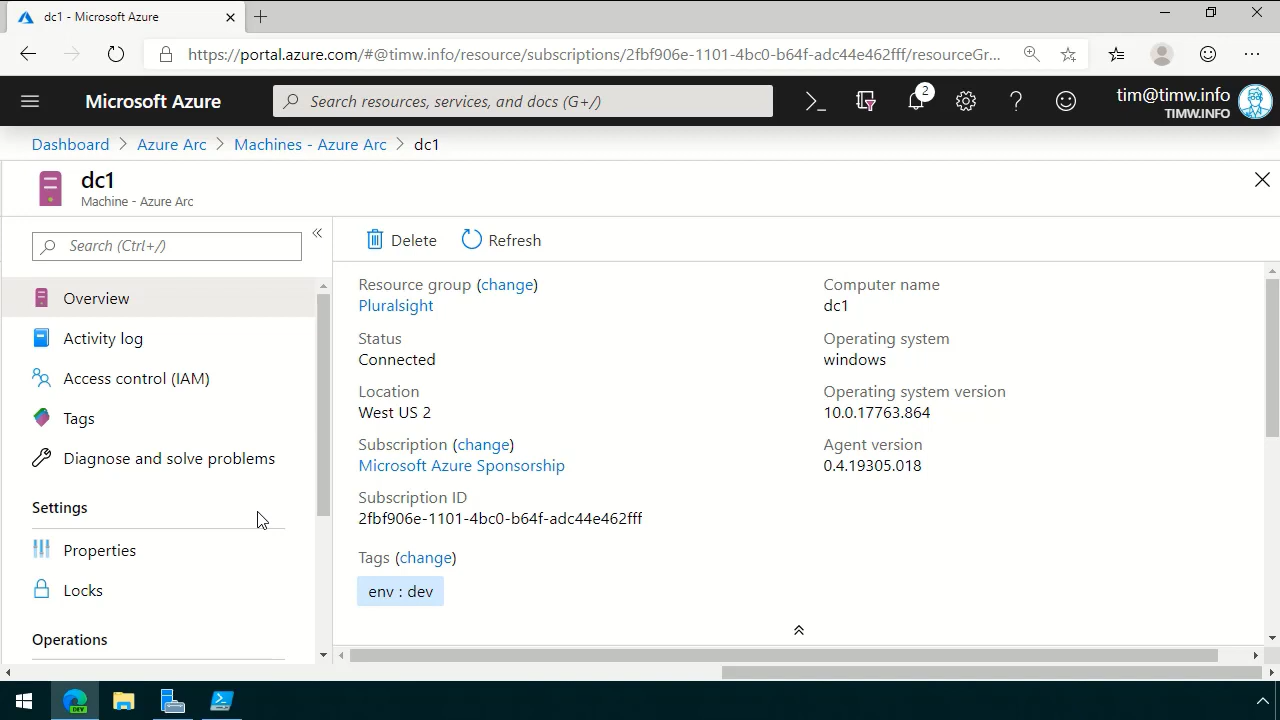 dc1 - Microsoft Azure
https://portal.azure.com/#@timw.info/resource/subscriptions/2fbf906e-1101-4bc0-b64f-adc44e462fff/resourceGr...
Microsoft Azure
Search resources, services, and docs (G+/)
2
tim@timw.info
TIMW.INFO
Dashboard > Azure Arc > Machines - Azure Arc > dc1
dc1
Machine - Azure Arc
Search (Ctrl+/)
«
Overview
Activity log
Access control (IAM)
Tags
Diagnose and solve problems
Settings
Properties
Locks
Operations
Delete
Refresh
Resource group (change)
Pluralsight
Status
Connected
Location
West US 2
Subscription (change)
Microsoft Azure Sponsorship
Subscription ID
2fbf906e-1101-4bc0-b64f-adc44e462fff
Tags (change)
env : dev
Computer name
dc1
Operating system
windows
Operating system version
10.0.17763.864
Agent version
0.4.19305.018
DEV